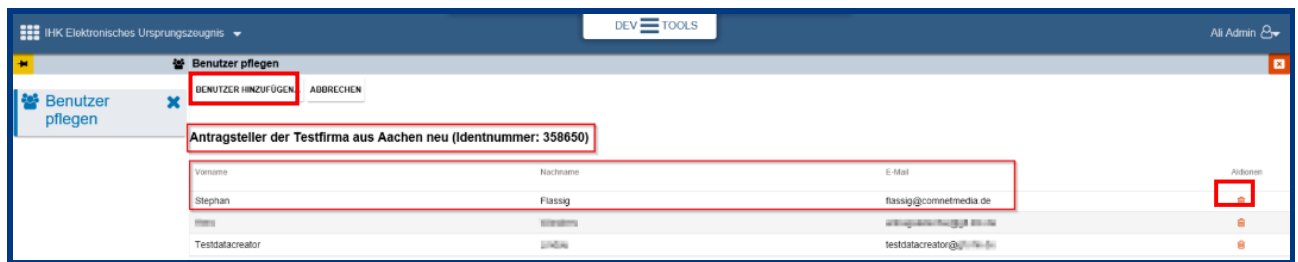 DEV TOOLS
IHK Elektronisches Ursprungszeugnis
Ali Admin
Benutzer pflegen
BENUTZER HINZUFÜGEN... ABBRECHEN
Benutzer
pflegen
Antragsteller der Testfirma aus Aachen neu (Identnummer: 358650)
Vorname Nachname E-Mail Aktionen
Stephan Flassig flassig@comnetmedia.de
Testdatacreator testdatacreator@